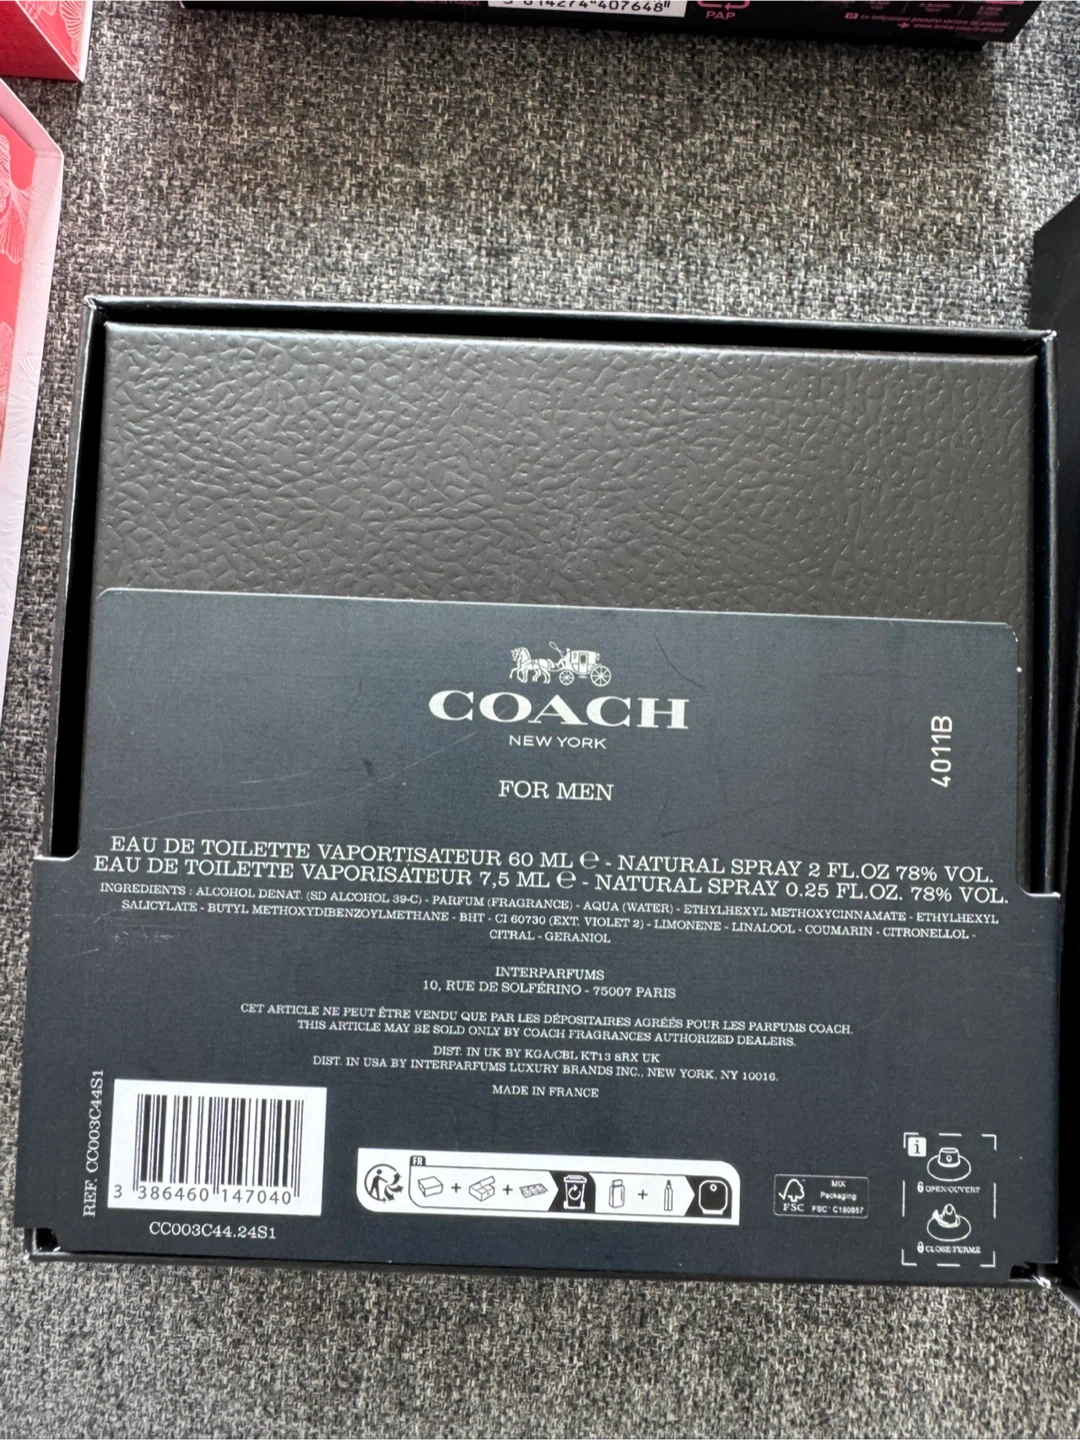 407648
PAP
COACH
NEW YORK
FOR MEN
4011B
EAU DE TOILETTE VAPORTISATEUR 60 ML ℮ - NATURAL SPRAY 2 FL.OZ 78% VOL.
EAU DE TOILETTE VAPORISATEUR 7,5 ML ℮ - NATURAL SPRAY 0.25 FL.OZ. 78% VOL.
INGREDIENTS : ALCOHOL DENAT. (SD ALCOHOL 39-C) - PARFUM (FRAGRANCE) - AQUA (WATER) - ETHYLHEXYL METHOXYCINNAMATE - ETHYLHEXYL
SALICYLATE - BUTYL METHOXYDIBENZOYLMETHANE - BHT - CI 60730 (EXT. VIOLET 2) - LIMONENE - LINALOOL - COUMARIN - CITRONELLOL -
CITRAL - GERANIOL
INTERPARFUMS
10, RUE DE SOLFÉRINO - 75007 PARIS
CET ARTICLE NE PEUT ÊTRE VENDU QUE PAR LES DÉPOSITAIRES AGRÉÉS POUR LES PARFUMS COACH.
THIS ARTICLE MAY BE SOLD ONLY BY COACH FRAGRANCES AUTHORIZED DEALERS.
DIST. IN UK BY KGA/CBL KT13 8RX UK
DIST. IN USA BY INTERPARFUMS LUXURY BRANDS INC., NEW YORK, NY 10016.
MADE IN FRANCE
REF. CC003C44S1
3 386460 147040
CC003C44.24S1
FR
FSC
MIX
Packaging
FSC® C160857
i
OPEN/OUVERT
CLOSE/FERMÉ